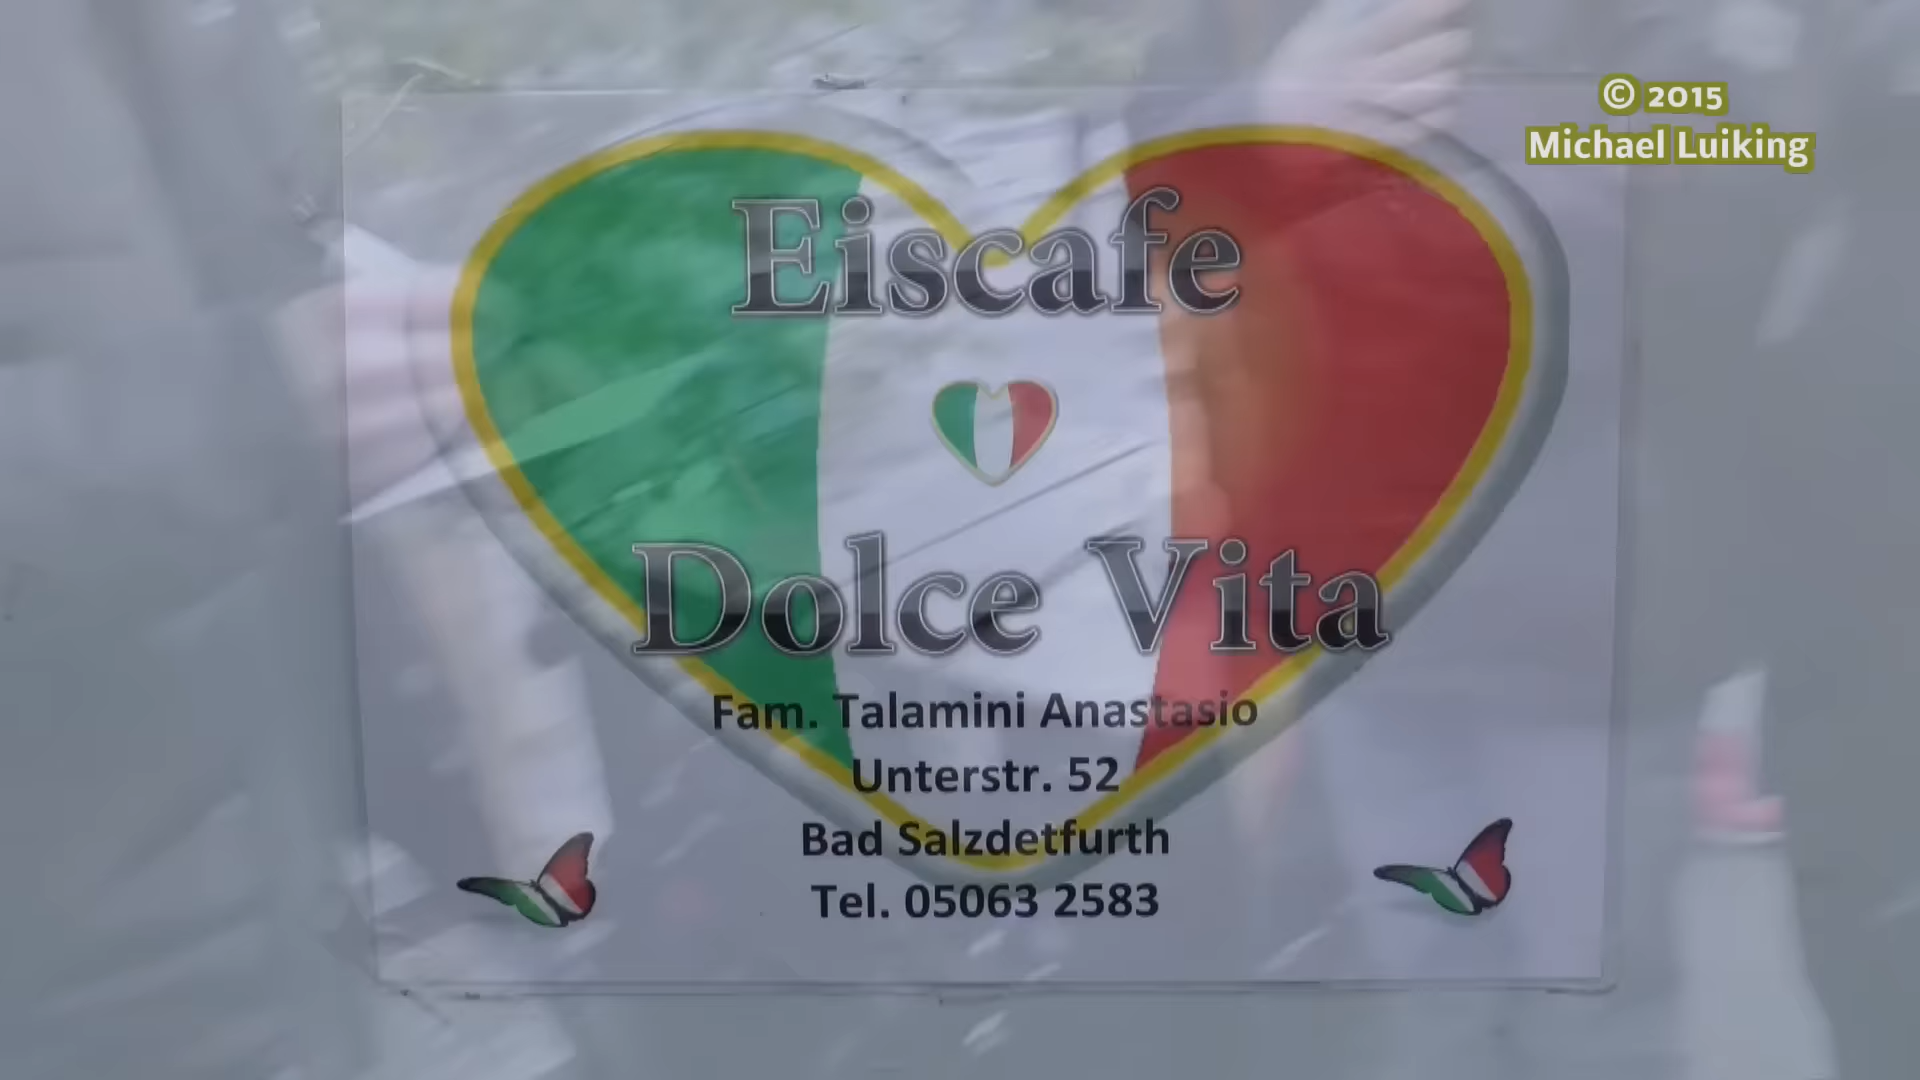 © 2015
Michael Luiking
Eiscafe
Dolce Vita
Fam. Talamini Anastasio
Unterstr. 52
Bad Salzdetfurth
Tel. 05063 2583